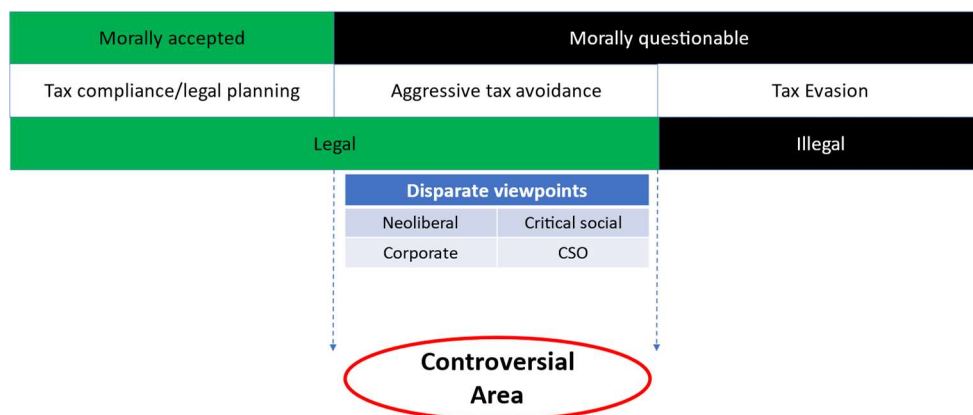 Morally accepted
Morally questionable
Tax compliance/legal planning
Aggressive tax avoidance
Tax Evasion
Legal
Illegal
Disparate viewpoints
Neoliberal
Critical social
Corporate
CSO
Controversial
Area